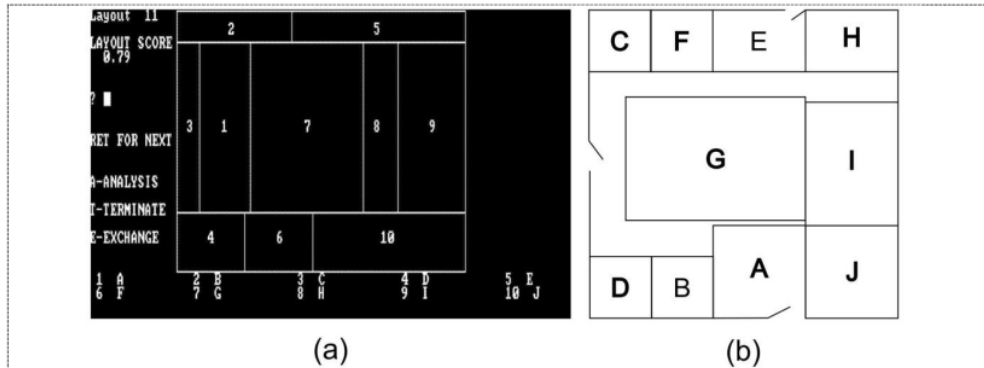 Layout 11
LAYOUT SCORE
0.79
? 
RET FOR NEXT
A-ANALYSIS
T-TERMINATE
E-EXCHANGE
2 5
3 1 7 8 9
4 6 10
1 A 2 B 3 C 4 D 5 E
6 F 7 G 8 H 9 I 10 J
(a)
C F E H
G I
D B A J
(b)